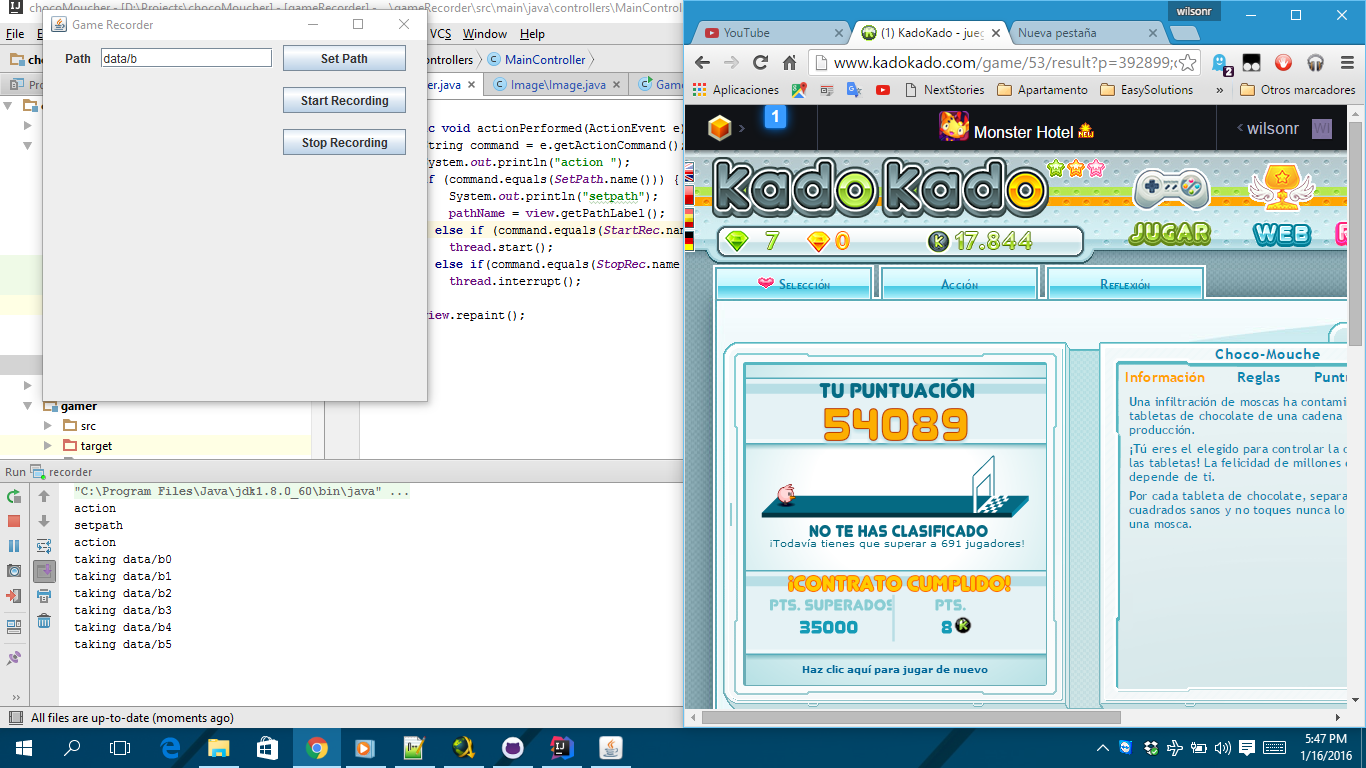 chocoMoucher - [D:\Projects\chocoMoucher] - [gameRecorder] - ...\gameRecorder\src\main\java\controllers\MainControl
Game Recorder
File
VCS Window Help
Path data/b Set Path
Start Recording
Stop Recording
MainController
Image\Image.java
void actionPerformed(ActionEvent e)
String command = e.getActionCommand();
System.out.println("action ");
if (command.equals(SetPath.name())) {
System.out.println("setpath");
pathName = view.getPathLabel();
else if (command.equals(StartRec.na
thread.start();
else if(command.equals(StopRec.name
thread.interrupt();
view.repaint();
gamer
src
target
Run recorder
"C:\Program Files\Java\jdk1.8.0_60\bin\java" ...
action
setpath
action
taking data/b0
taking data/b1
taking data/b2
taking data/b3
taking data/b4
taking data/b5
All files are up-to-date (moments ago)
wilsonr
YouTube
(1) KadoKado - jueg
Nueva pestaña
www.kadokado.com/game/53/result?p=392899;
2
Aplicaciones
NextStories
Apartamento
EasySolutions
»
Otros marcadores
1
Monster Hotel NEW
wilsonr WI
kadokado
7 0 17.844
JUGAR
WEB
Selección
Acción
Reflexión
TU PUNTUACIÓN
54089
NO TE HAS CLASIFICADO
¡Todavía tienes que superar a 691 jugadores!
¡CONTRATO CUMPLIDO!
PTS. SUPERADOS PTS.
35000 8
Haz clic aquí para jugar de nuevo
Choco-Mouche
Información Reglas Puntu
Una infiltración de moscas ha contami
tabletas de chocolate de una cadena
producción.
¡Tú eres el elegido para controlar la c
las tabletas! La felicidad de millones
depende de ti.
Por cada tableta de chocolate, separa
cuadrados sanos y no toques nunca lo
una mosca.
5:47 PM
1/16/2016